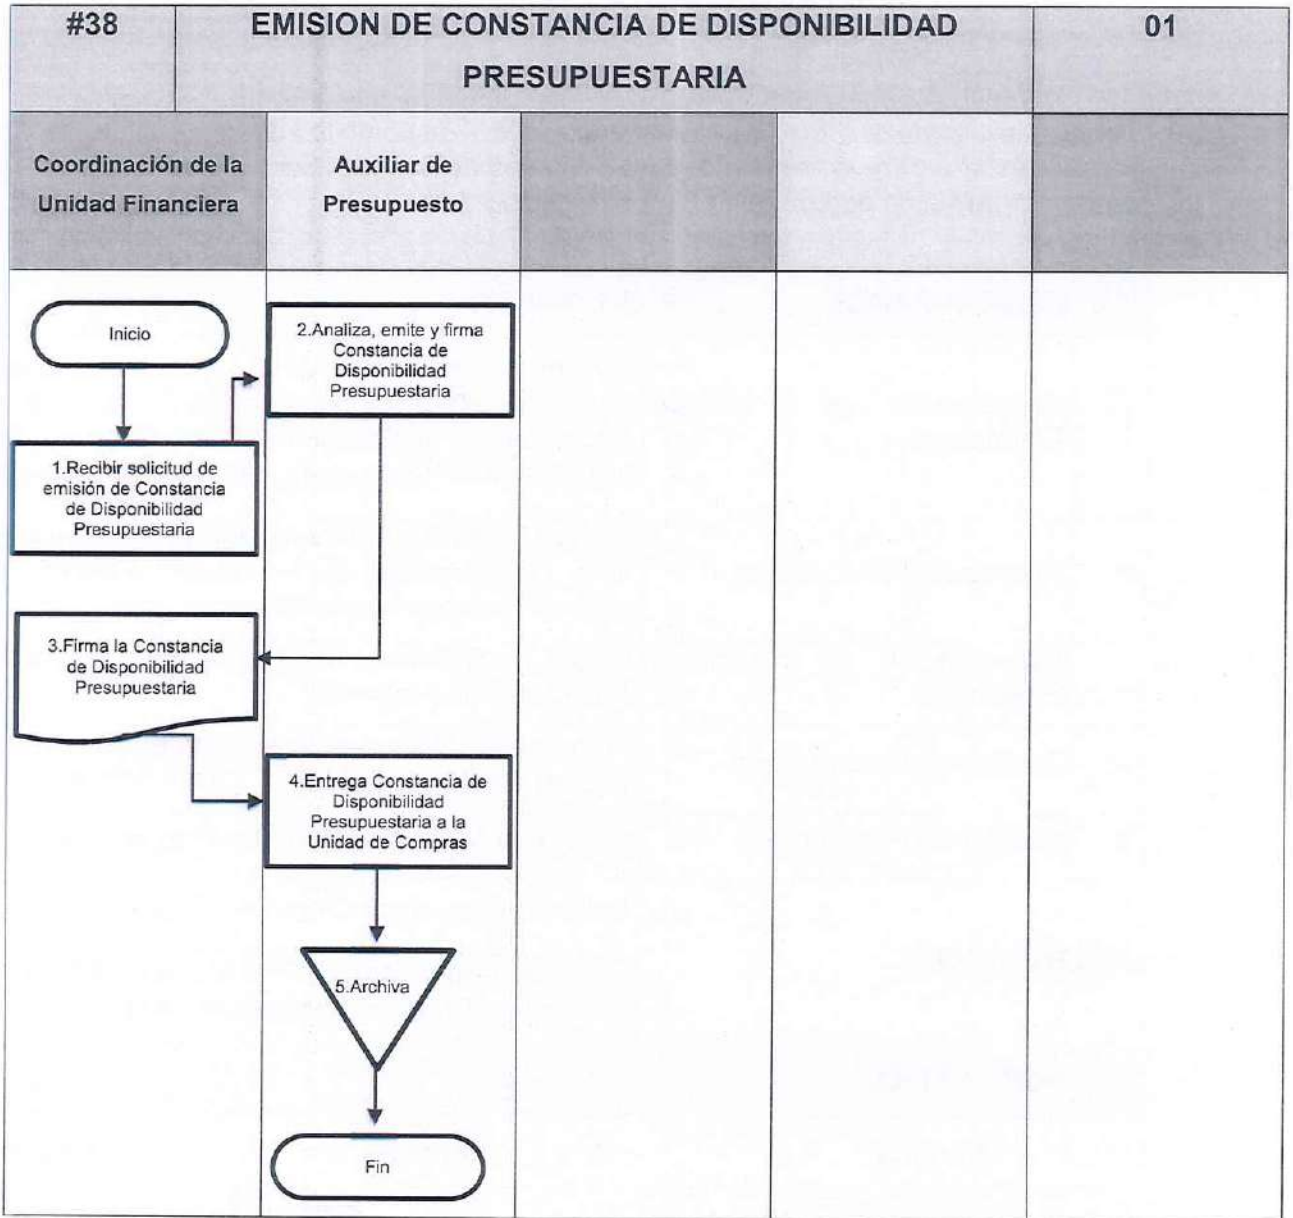 #38
EMISION DE CONSTANCIA DE DISPONIBILIDAD
PRESUPUESTARIA
01
Coordinación de la
Unidad Financiera
Auxiliar de
Presupuesto
Inicio
1.Recibir solicitud de
emisión de Constancia
de Disponibilidad
Presupuestaria
2.Analiza, emite y firma
Constancia de
Disponibilidad
Presupuestaria
3.Firma la Constancia
de Disponibilidad
Presupuestaria
4.Entrega Constancia de
Disponibilidad
Presupuestaria a la
Unidad de Compras
5.Archiva
Fin